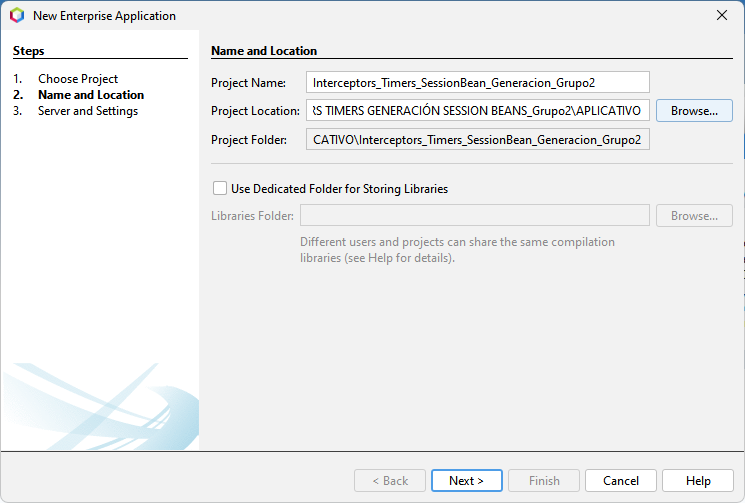 New Enterprise Application
Steps
1. Choose Project
2. Name and Location
3. Server and Settings
Name and Location
Project Name: Interceptors_Timers_SessionBean_Generacion_Grupo2
Project Location: RS TIMERS GENERACIÓN SESSION BEANS_Grupo2\APLICATIVO Browse...
Project Folder: CATIVO\Interceptors_Timers_SessionBean_Generacion_Grupo2
Use Dedicated Folder for Storing Libraries
Libraries Folder: Browse...
Different users and projects can share the same compilation
libraries (see Help for details).
< Back Next > Finish Cancel Help